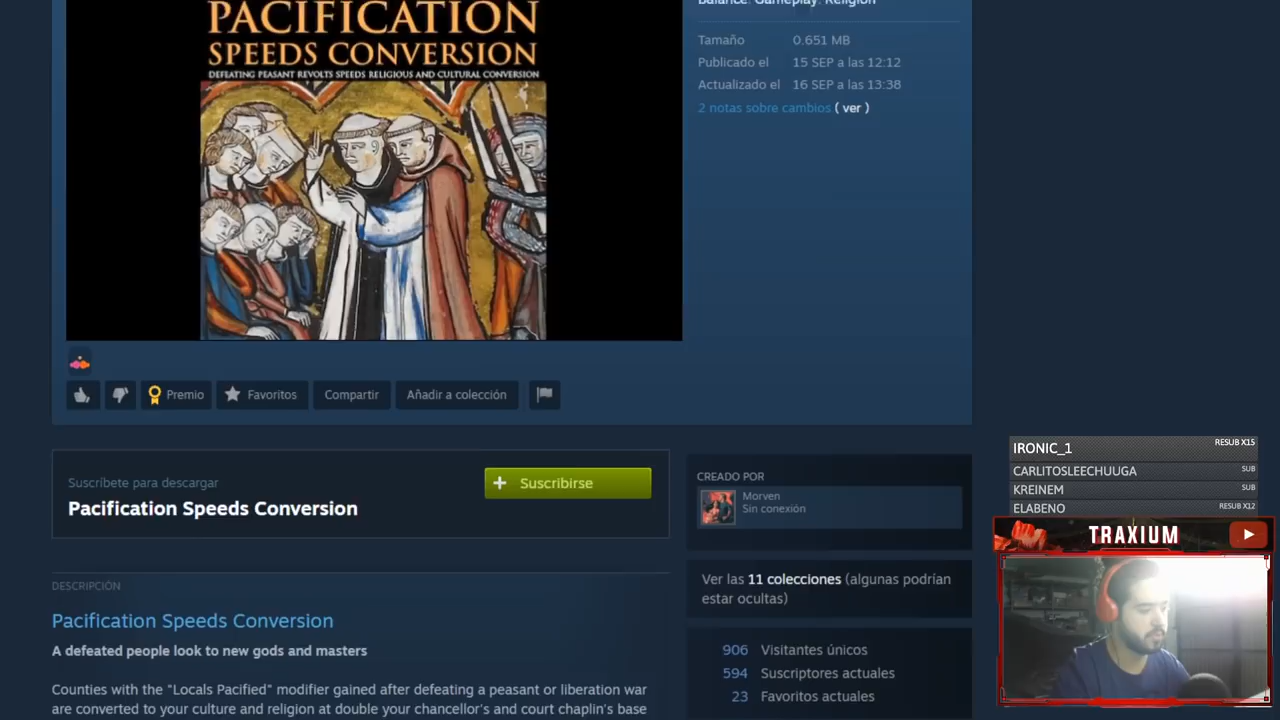 PACIFICATION
SPEEDS CONVERSION
DEFEATING PEASANT REVOLTS SPEEDS RELIGIOUS AND CULTURAL CONVERSION
Balance, Gameplay, Religion
Tamaño 0.651 MB
Publicado el 15 SEP a las 12:12
Actualizado el 16 SEP a las 13:38
2 notas sobre cambios ( ver )
Premio Favoritos Compartir Añadir a colección
Suscríbete para descargar
Pacification Speeds Conversion
+ Suscribirse
CREADO POR
Morven
Sin conexión
Ver las 11 colecciones (algunas podrían
estar ocultas)
906 Visitantes únicos
594 Suscriptores actuales
23 Favoritos actuales
DESCRIPCIÓN
Pacification Speeds Conversion
A defeated people look to new gods and masters
Counties with the "Locals Pacified" modifier gained after defeating a peasant or liberation war
are converted to your culture and religion at double your chancellor's and court chaplin's base
IRONIC_1 RESUB X15
CARLITOSLEECHUUGA SUB
KREINEM SUB
ELABENO RESUB X12
TRAXIUM